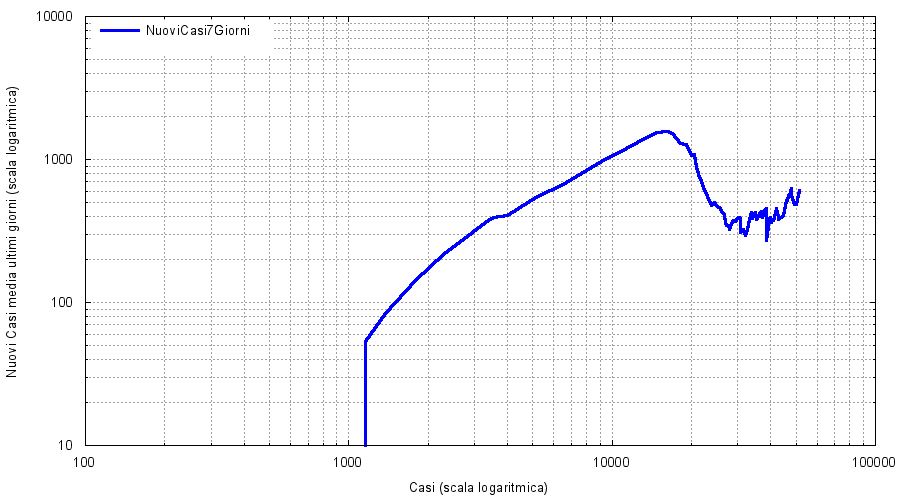 10000
NuoviCasi7Giorni
1000
100
10
Nuovi Casi media ultimi giorni (scala logaritmica)
100 1000 10000 100000
Casi (scala logaritmica)